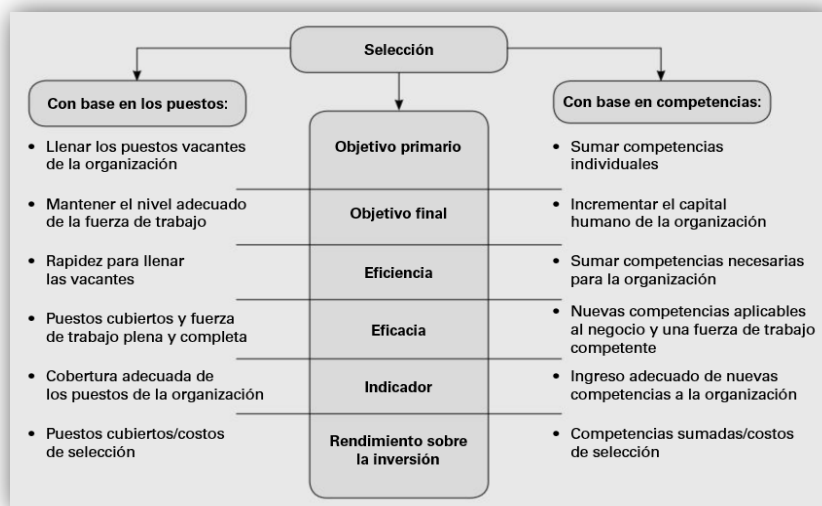 Selección
Con base en los puestos:
• Llenar los puestos vacantes
de la organización
• Mantener el nivel adecuado
de la fuerza de trabajo
• Rapidez para llenar
las vacantes
• Puestos cubiertos y fuerza
de trabajo plena y completa
• Cobertura adecuada de
los puestos de la organización
• Puestos cubiertos/costos
de selección
Objetivo primario
Objetivo final
Eficiencia
Eficacia
Indicador
Rendimiento sobre
la inversión
Con base en competencias:
• Sumar competencias
individuales
• Incrementar el capital
humano de la organización
• Sumar competencias necesarias
para la organización
• Nuevas competencias aplicables
al negocio y una fuerza de trabajo
competente
• Ingreso adecuado de nuevas
competencias a la organización
• Competencias sumadas/costos
de selección